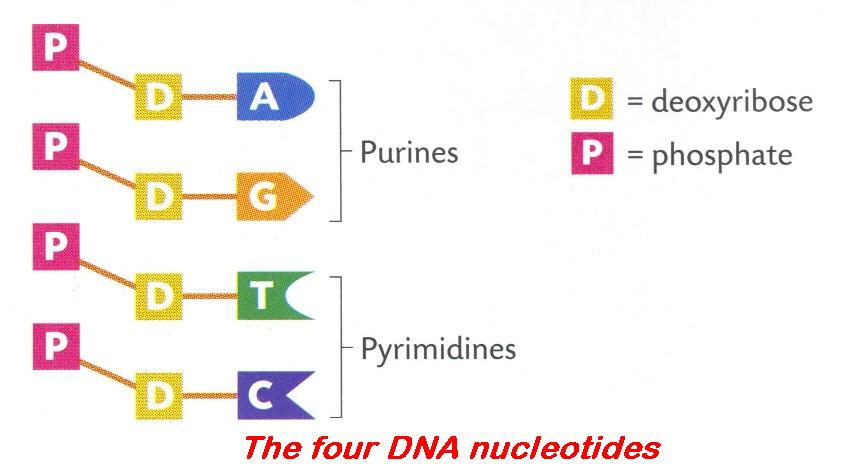 P
D A
P
D G
Purines
P
D T
P
D C
Pyrimidines
D = deoxyribose
P = phosphate
The four DNA nucleotides